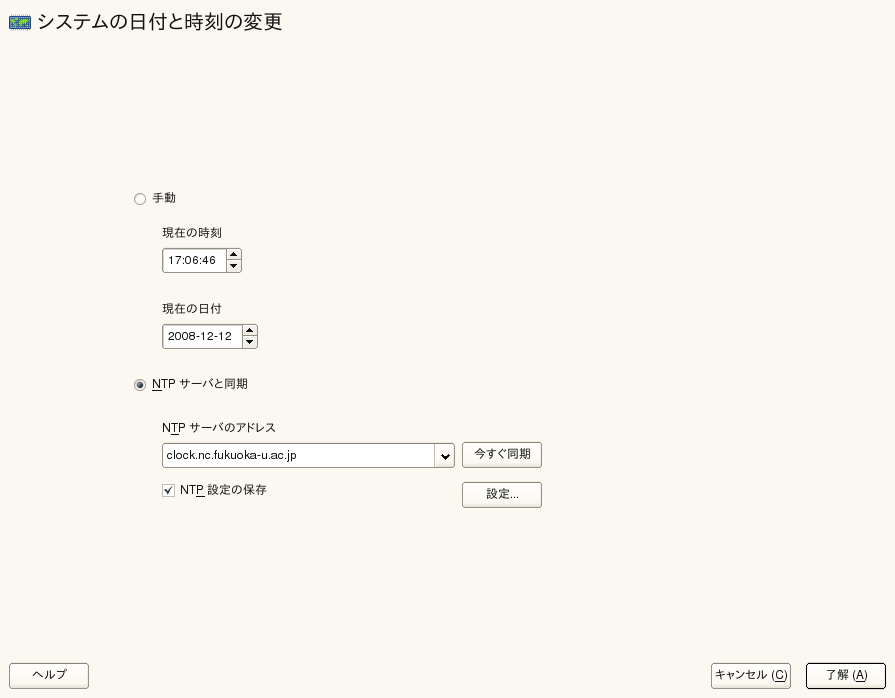 システムの日付と時刻の変更
手動
現在の時刻
17:06:46
現在の日付
2008-12-12
NTP サーバと同期
NTP サーバのアドレス
clock.nc.fukuoka-u.ac.jp
今すぐ同期
NTP 設定の保存
設定...
ヘルプ
キャンセル (C)
了解 (A)